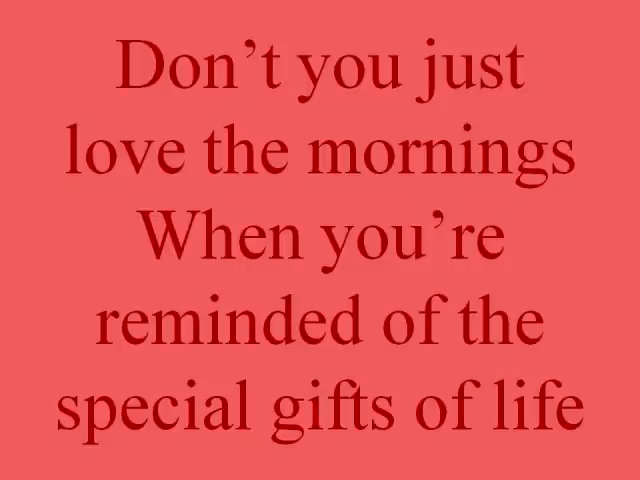 Don’t you just
love the mornings
When you’re
reminded of the
special gifts of life